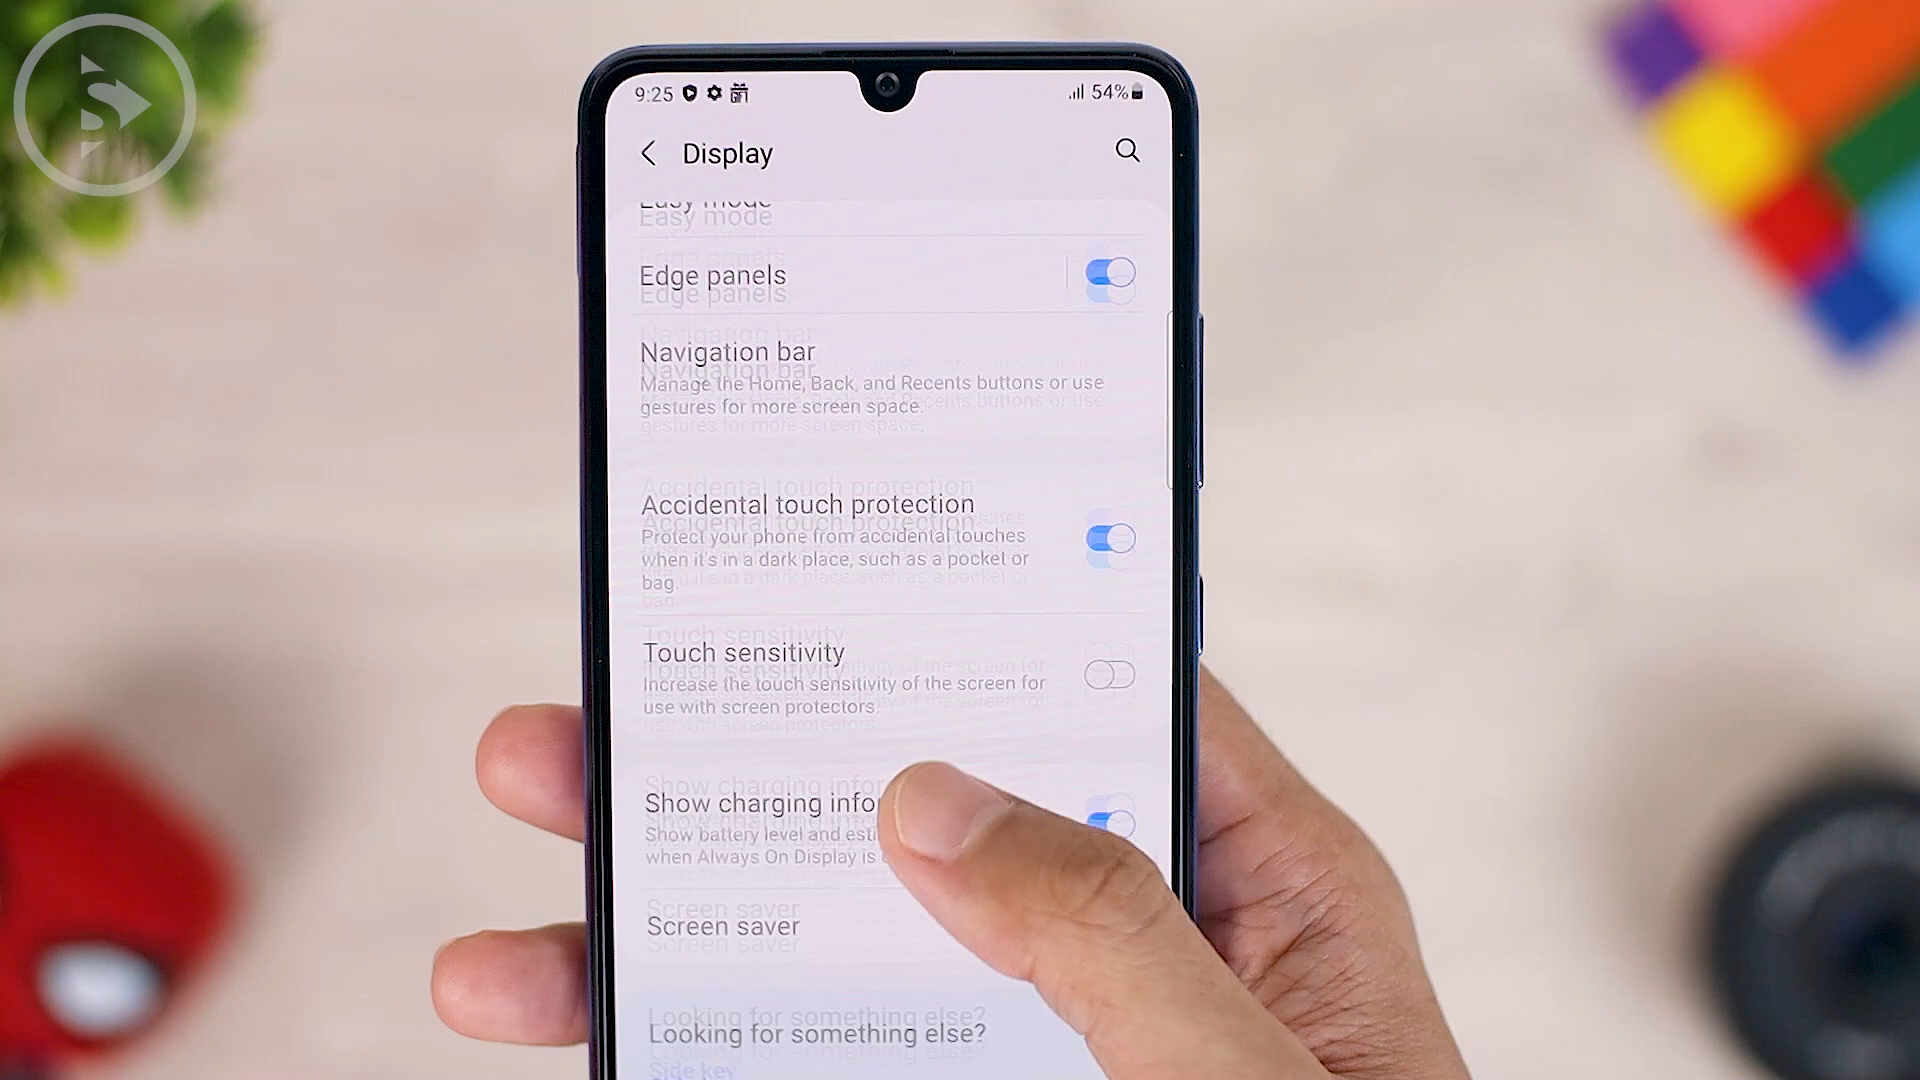 S
9:25
54%
Display
Easy mode
Edge panels
Navigation bar
Manage the Home, Back, and Recents buttons or use
gestures for more screen space.
Accidental touch protection
Protect your phone from accidental touches
when it's in a dark place, such as a pocket or
bag.
Touch sensitivity
Increase the touch sensitivity of the screen for
use with screen protectors.
Show charging
Show battery level and
when Always On Display is
Screen saver
Looking for something else?
Side key